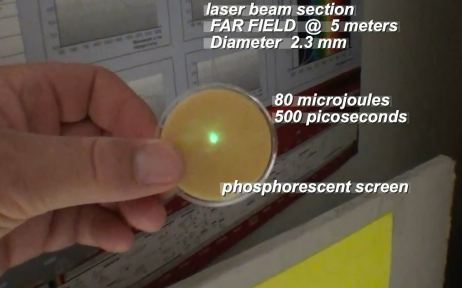 laser beam section
FAR FIELD @ 5 meters
Diameter 2.3 mm
80 microjoules
500 picoseconds
phosphorescent screen